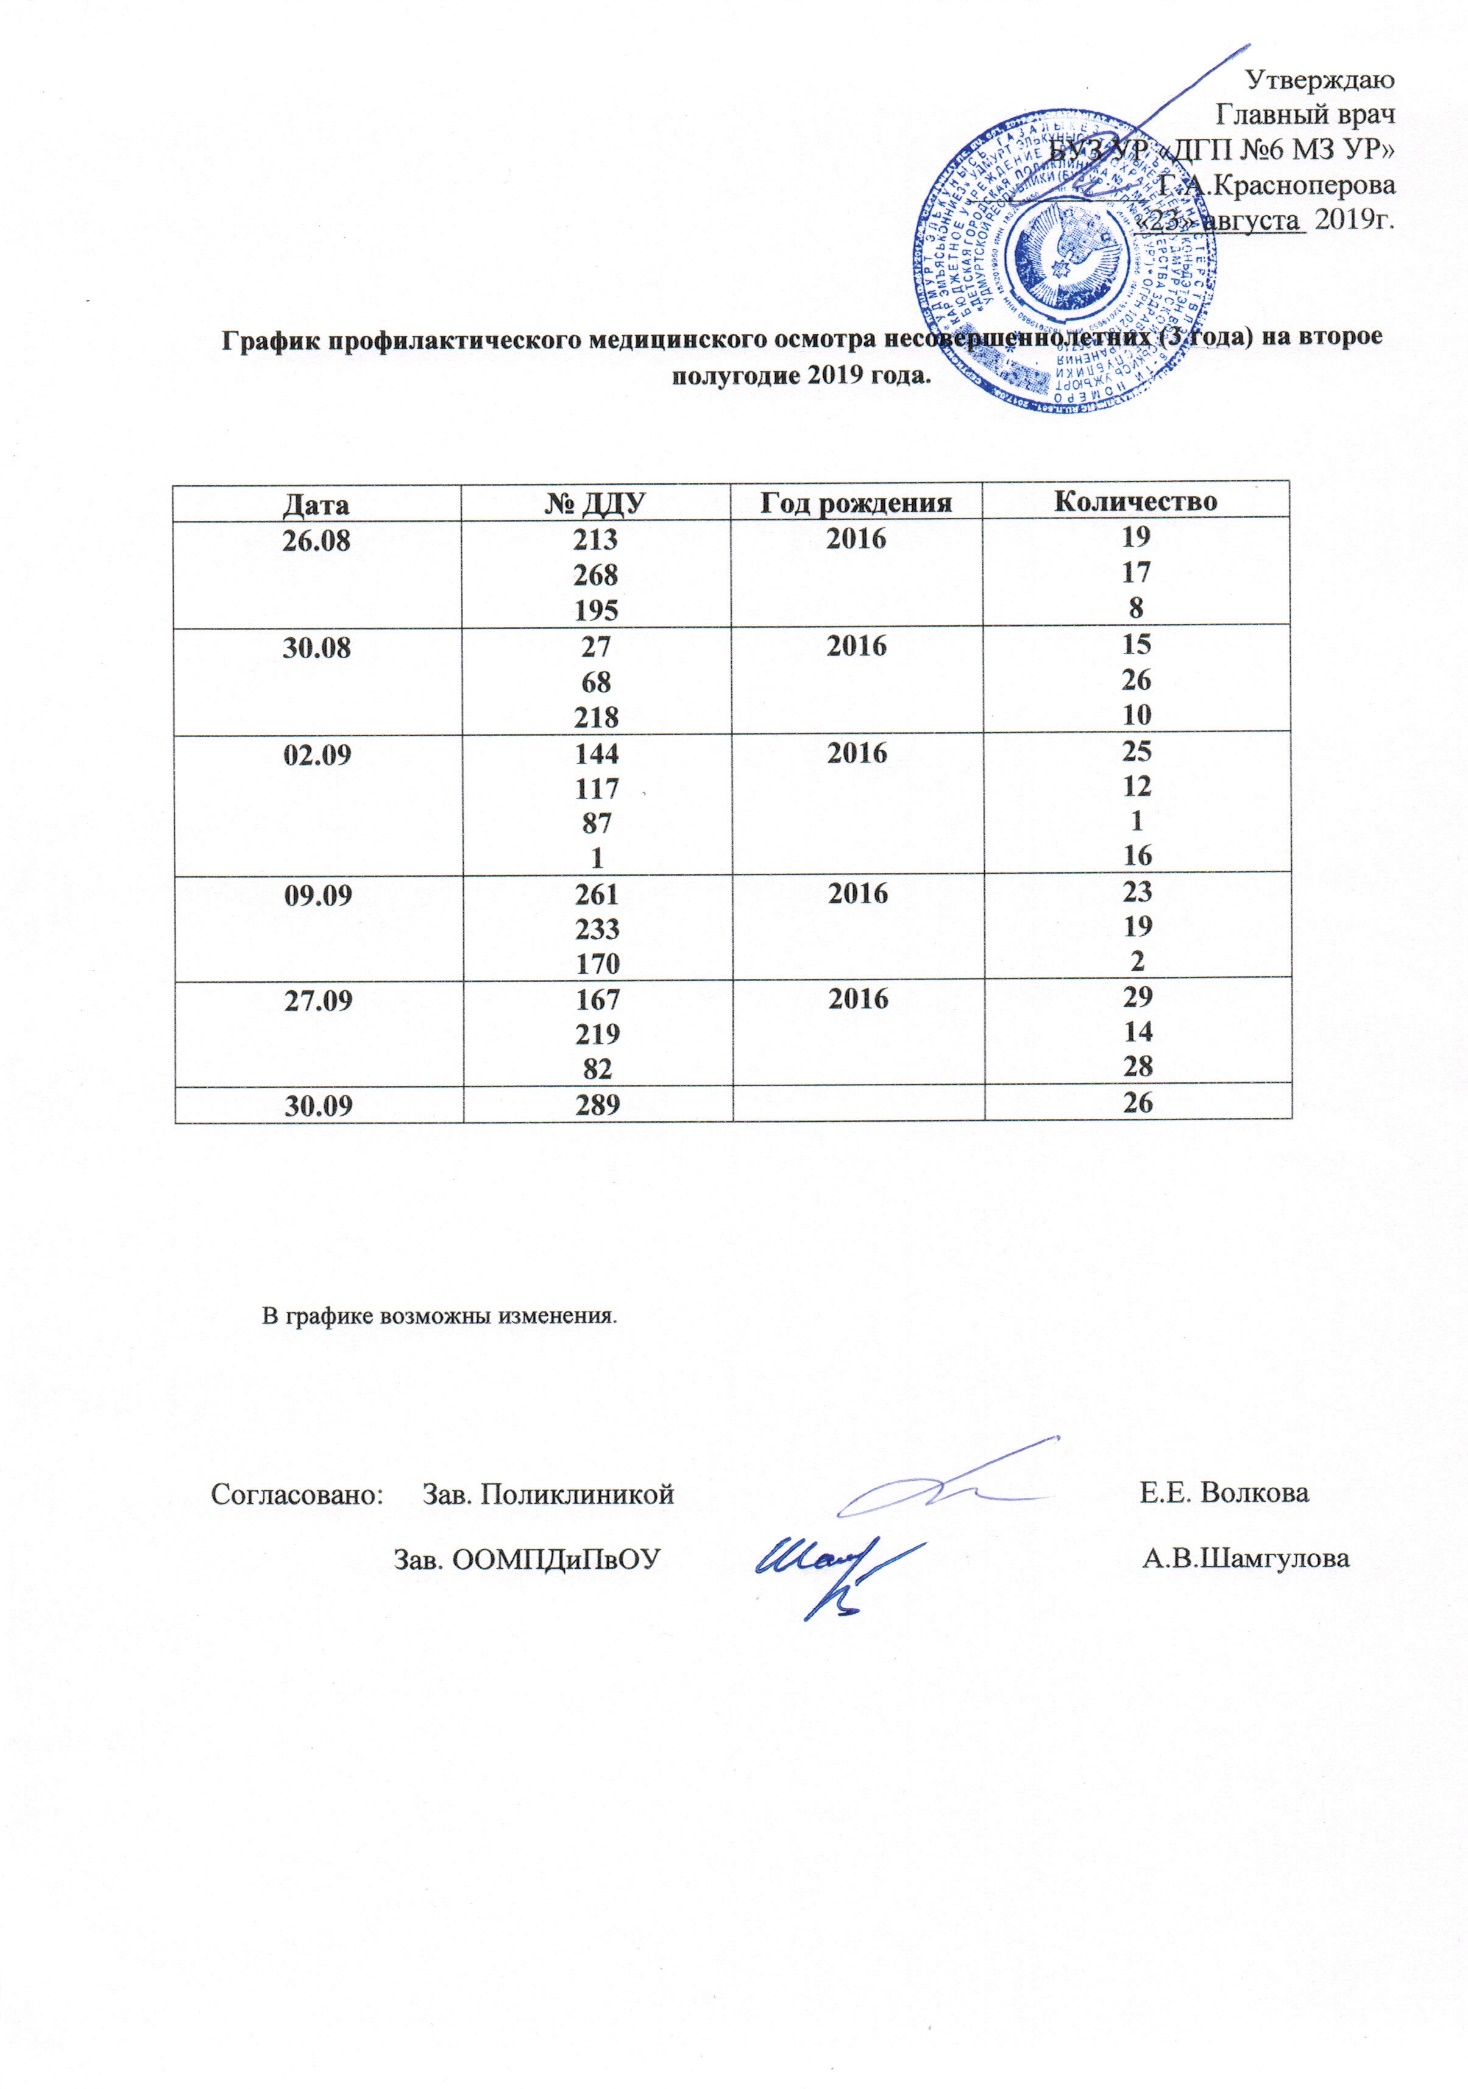 Утверждаю
Главный врач
БУЗ УР «ДГП №6 МЗ УР»
Г.А.Красноперова
«23» августа 2019г.
График профилактического медицинского осмотра несовершеннолетних (3 года) на второе
полугодие 2019 года.
Дата № ДДУ Год рождения Количество
26.08 213 2016 19
268 17
195 8
30.08 27 2016 15
68 26
218 10
02.09 144 2016 25
117 12
87 1
1 16
09.09 261 2016 23
233 19
170 2
27.09 167 2016 29
219 14
82 28
30.09 289 26
В графике возможны изменения.
Согласовано: Зав. Поликлиникой Е.Е. Волкова
Зав. ООМПДиПвОУ А.В.Шамгулова